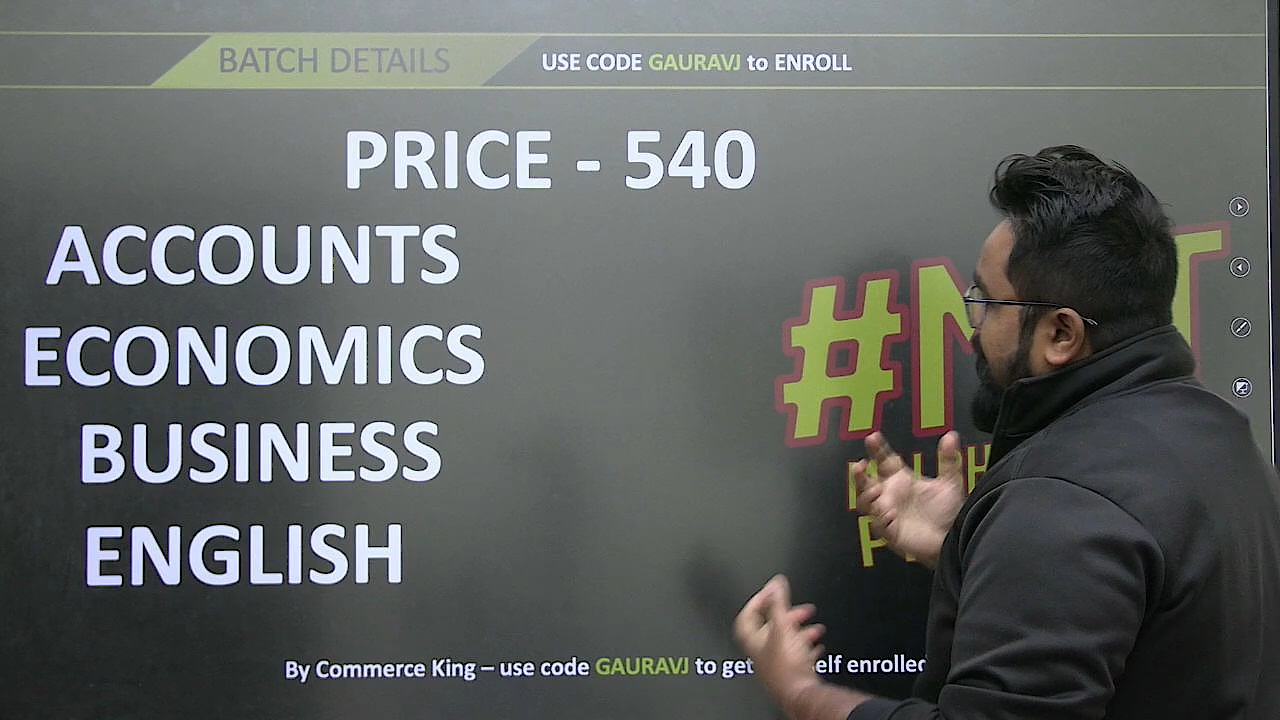 BATCH DETAILS
USE CODE GAURAVJ to ENROLL
PRICE - 540
ACCOUNTS
ECONOMICS
BUSINESS
ENGLISH
By Commerce King – use code GAURAVJ to get enrolled